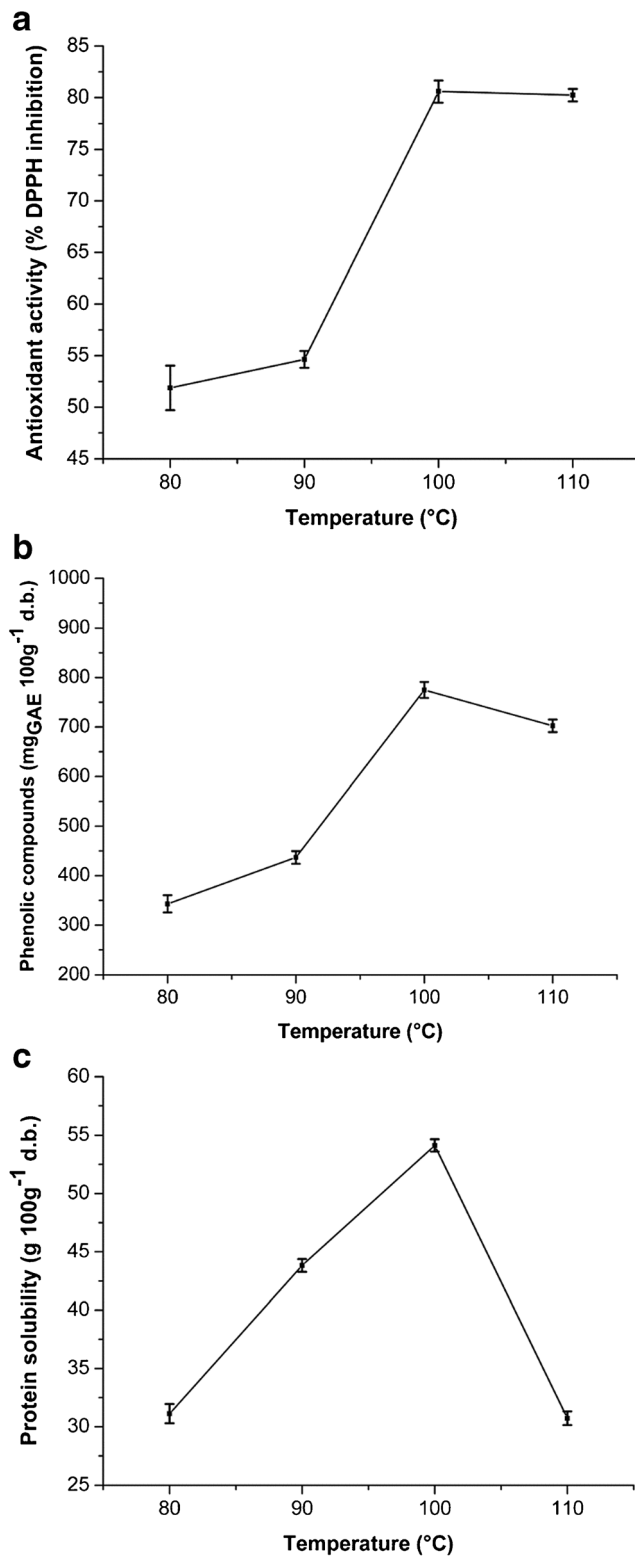 a
Antioxidant activity (% DPPH inhibition)
85
80
75
70
65
60
55
50
45
80 90 100 110
Temperature (°C)
b
Phenolic compounds (mgGAE 100g-1 d.b.)
1000
900
800
700
600
500
400
300
200
80 90 100 110
Temperature (°C)
c
Protein solubility (g 100g-1 d.b.)
60
55
50
45
40
35
30
25
80 90 100 110
Temperature (°C)